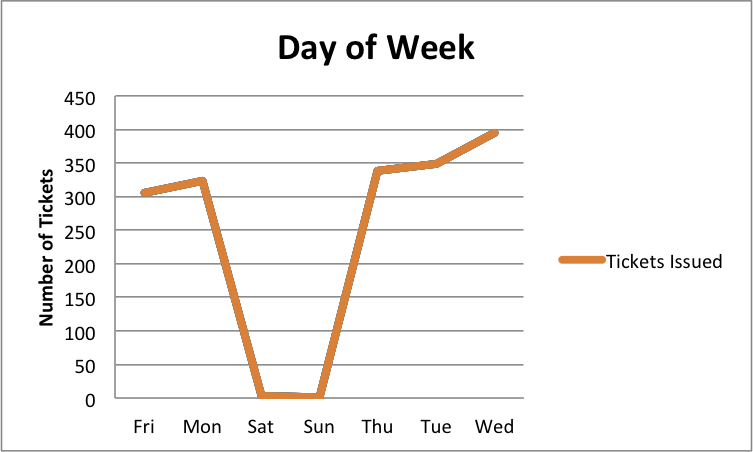 Day of Week
Number of Tickets
450
400
350
300
250
200
150
100
50
0
Fri Mon Sat Sun Thu Tue Wed
Tickets Issued